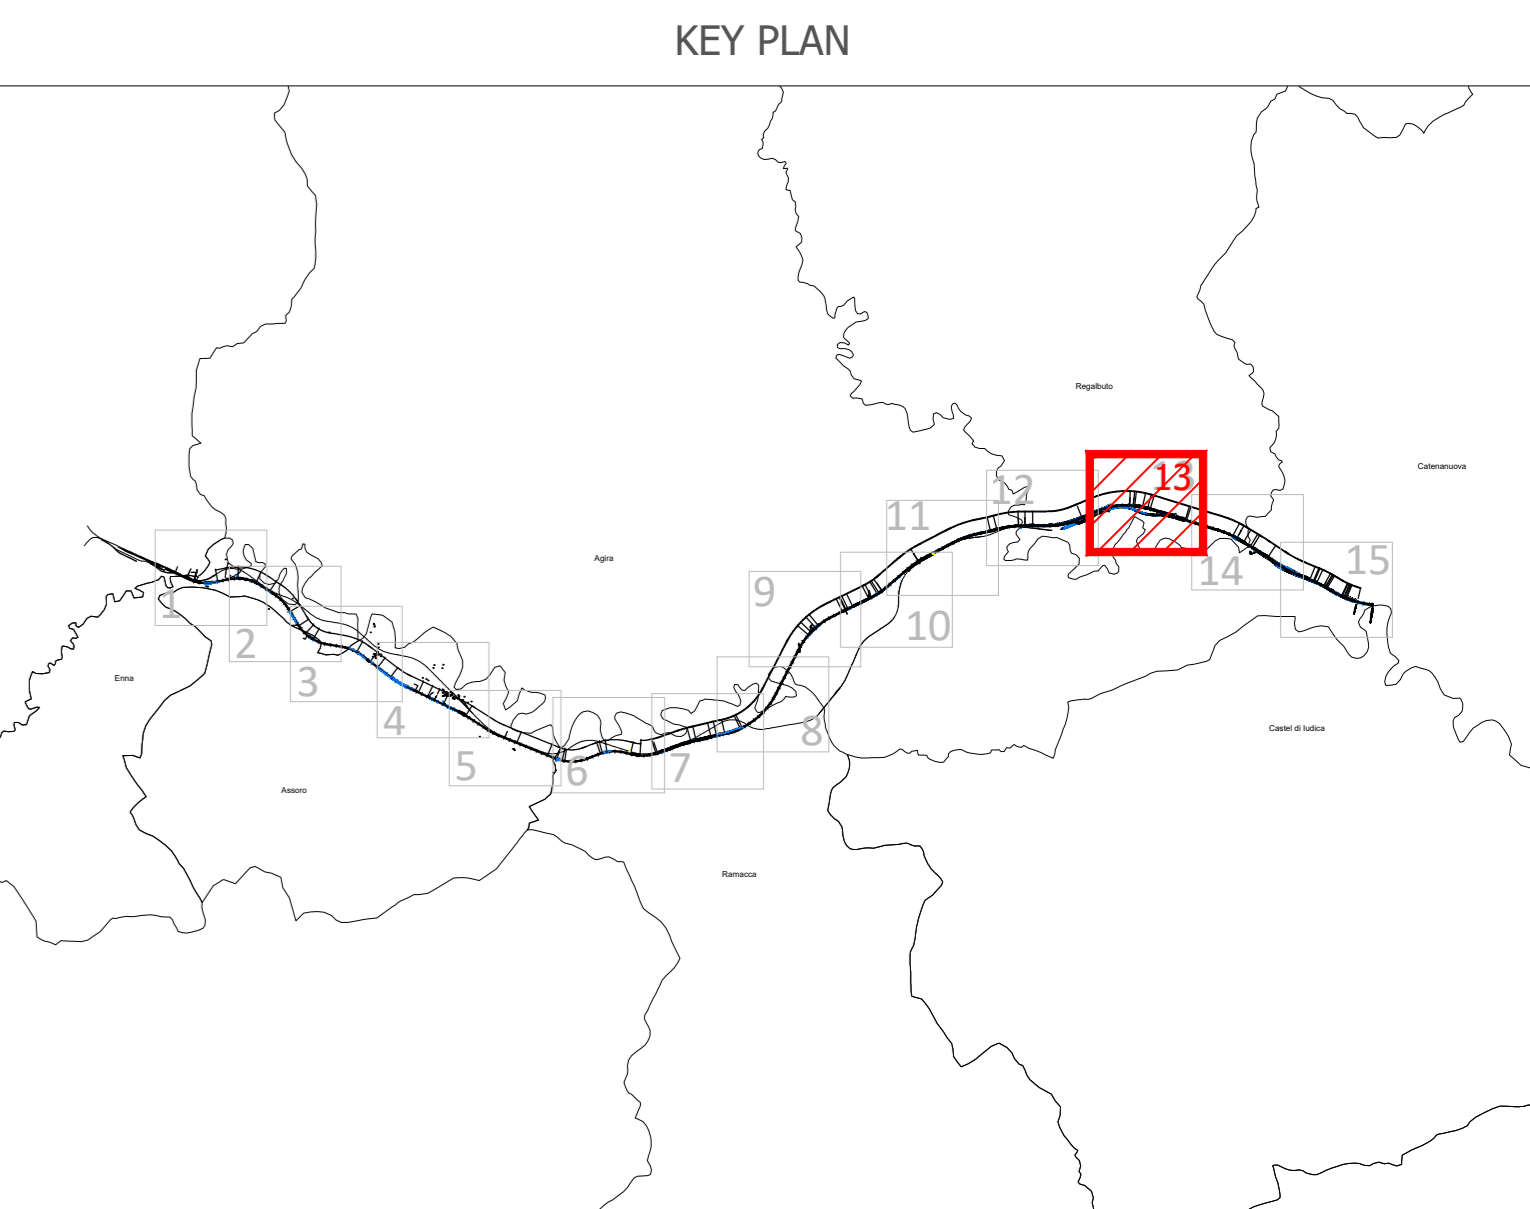 KEY PLAN
Regalbuto
Catenanuova
13
12
11
15
Agira
14
9
1
10
2
Enna
3
4
8
Castel di Iudica
5
6
7
Assoro
Ramacca